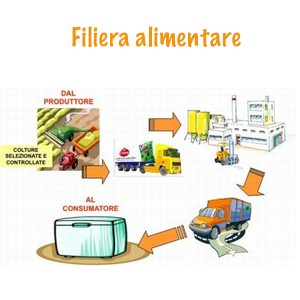 Filiera alimentare
DAL
PRODUTTORE
COLTURE
SELEZIONATE E
CONTROLLATE
AL
CONSUMATORE